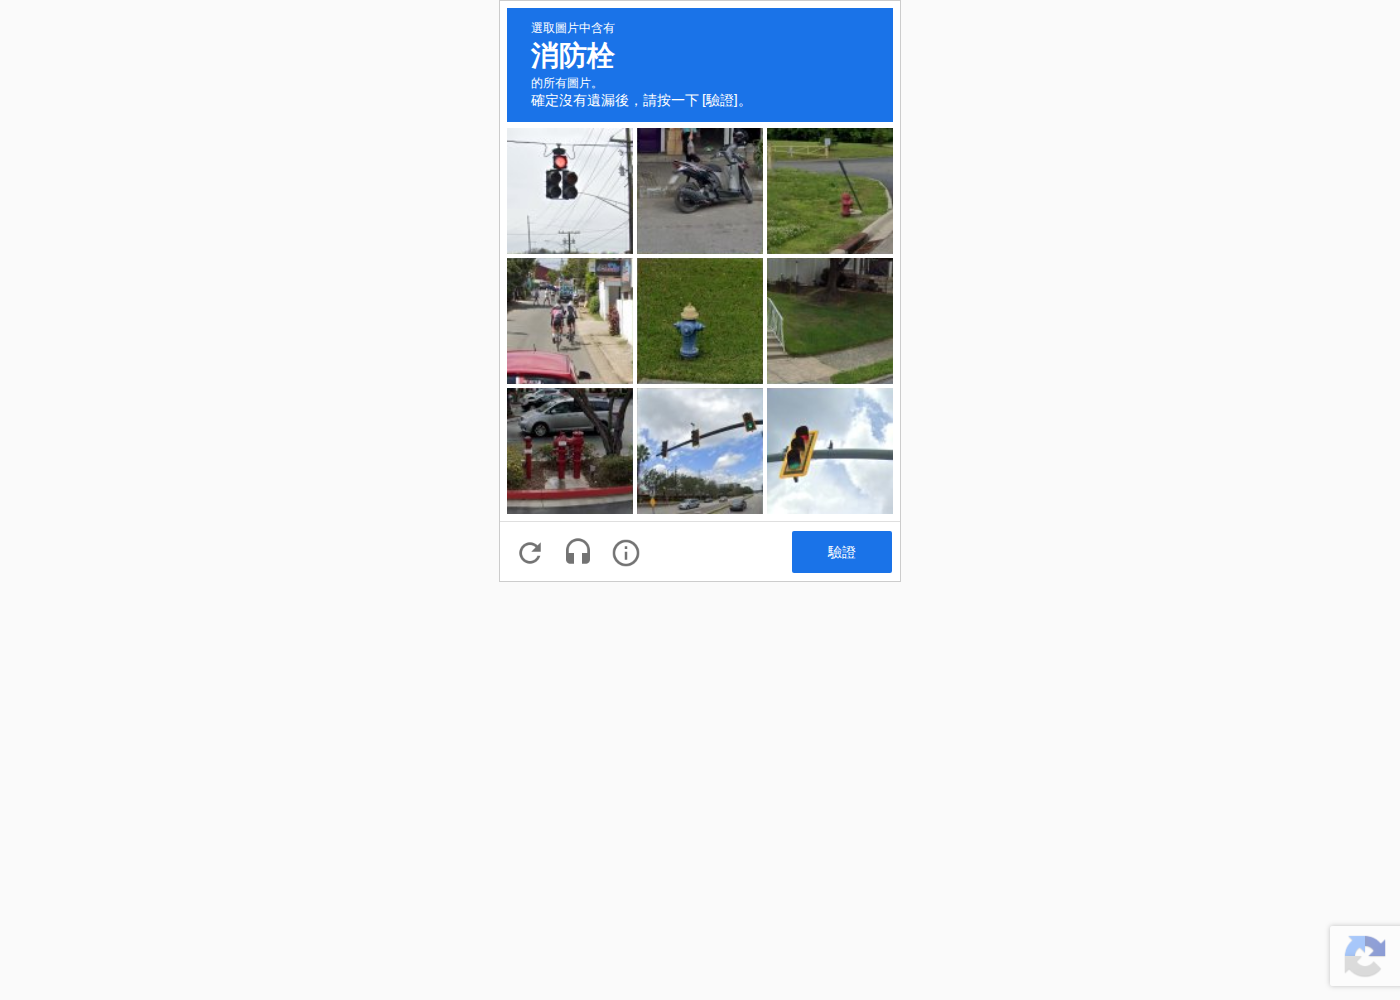 選取圖片中含有
消防栓
的所有圖片。
確定沒有遺漏後，請按一下 [驗證]。
驗證